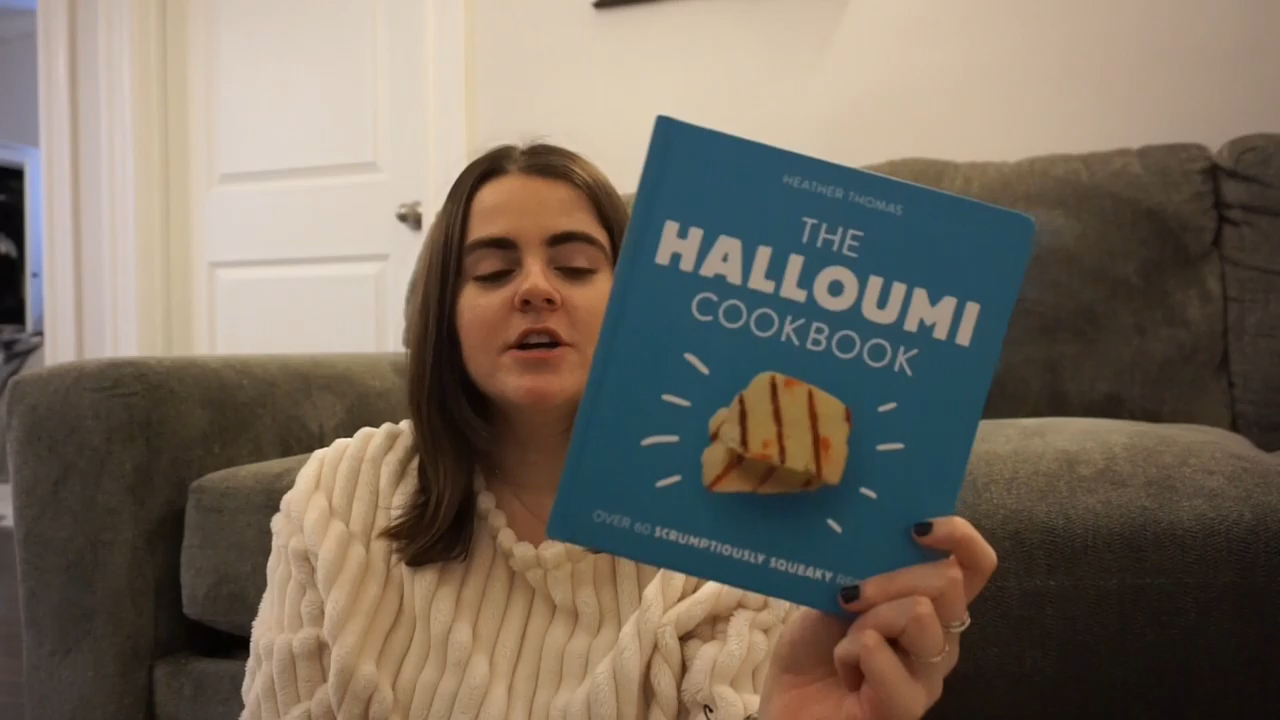 HEATHER THOMAS
THE
HALLOUMI
COOKBOOK
OVER 60 SCRUMPTIOUSLY SQUEAKY